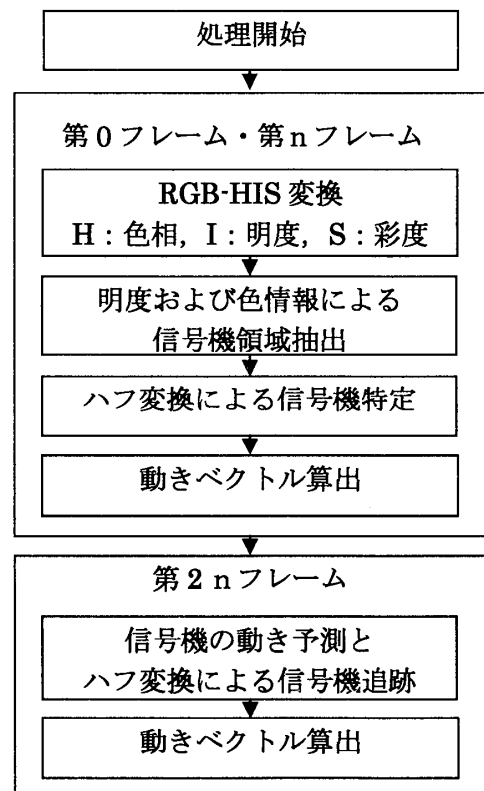 処理開始
第0フレーム・第nフレーム
RGB-HIS 変換
H：色相，I：明度，S：彩度
明度および色情報による
信号機領域抽出
ハフ変換による信号機特定
動きベクトル算出
第2nフレーム
信号機の動き予測と
ハフ変換による信号機追跡
動きベクトル算出